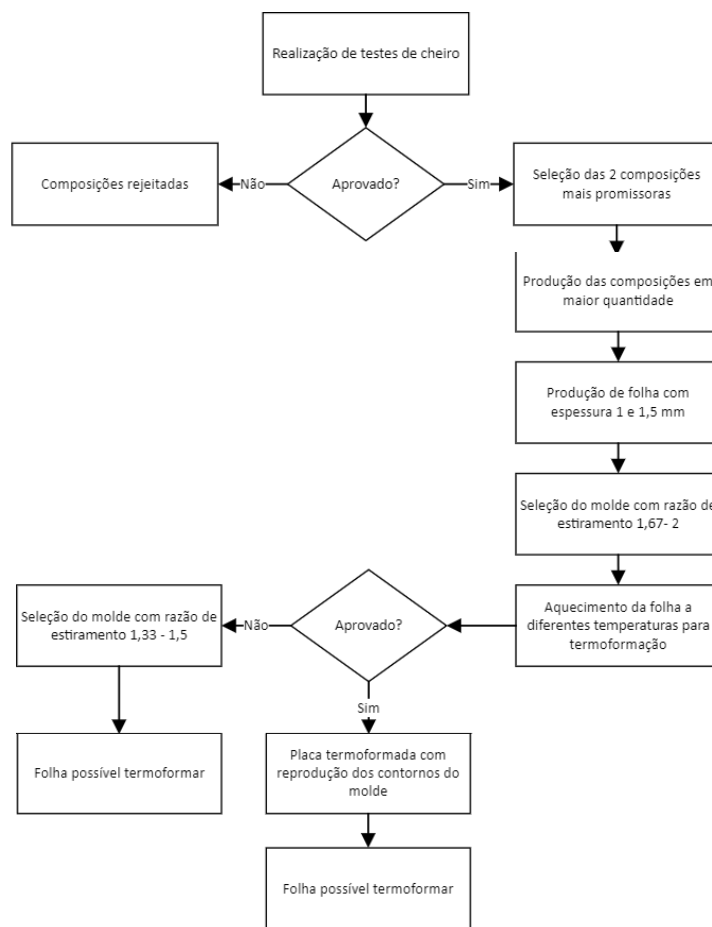 Realização de testes de cheiro
Composições rejeitadas
Não
Aprovado?
Sim
Seleção das 2 composições
mais promissoras
Produção das composições em
maior quantidade
Produção de folha com
espessura 1 e 1,5 mm
Seleção do molde com razão de
estiramento 1,67- 2
Aquecimento da folha a
diferentes temperaturas para
termoformação
Aprovado?
Não
Seleção do molde com razão de
estiramento 1,33 - 1,5
Folha possível termoformar
Sim
Placa termoformada com
reprodução dos contornos do
molde
Folha possível termoformar